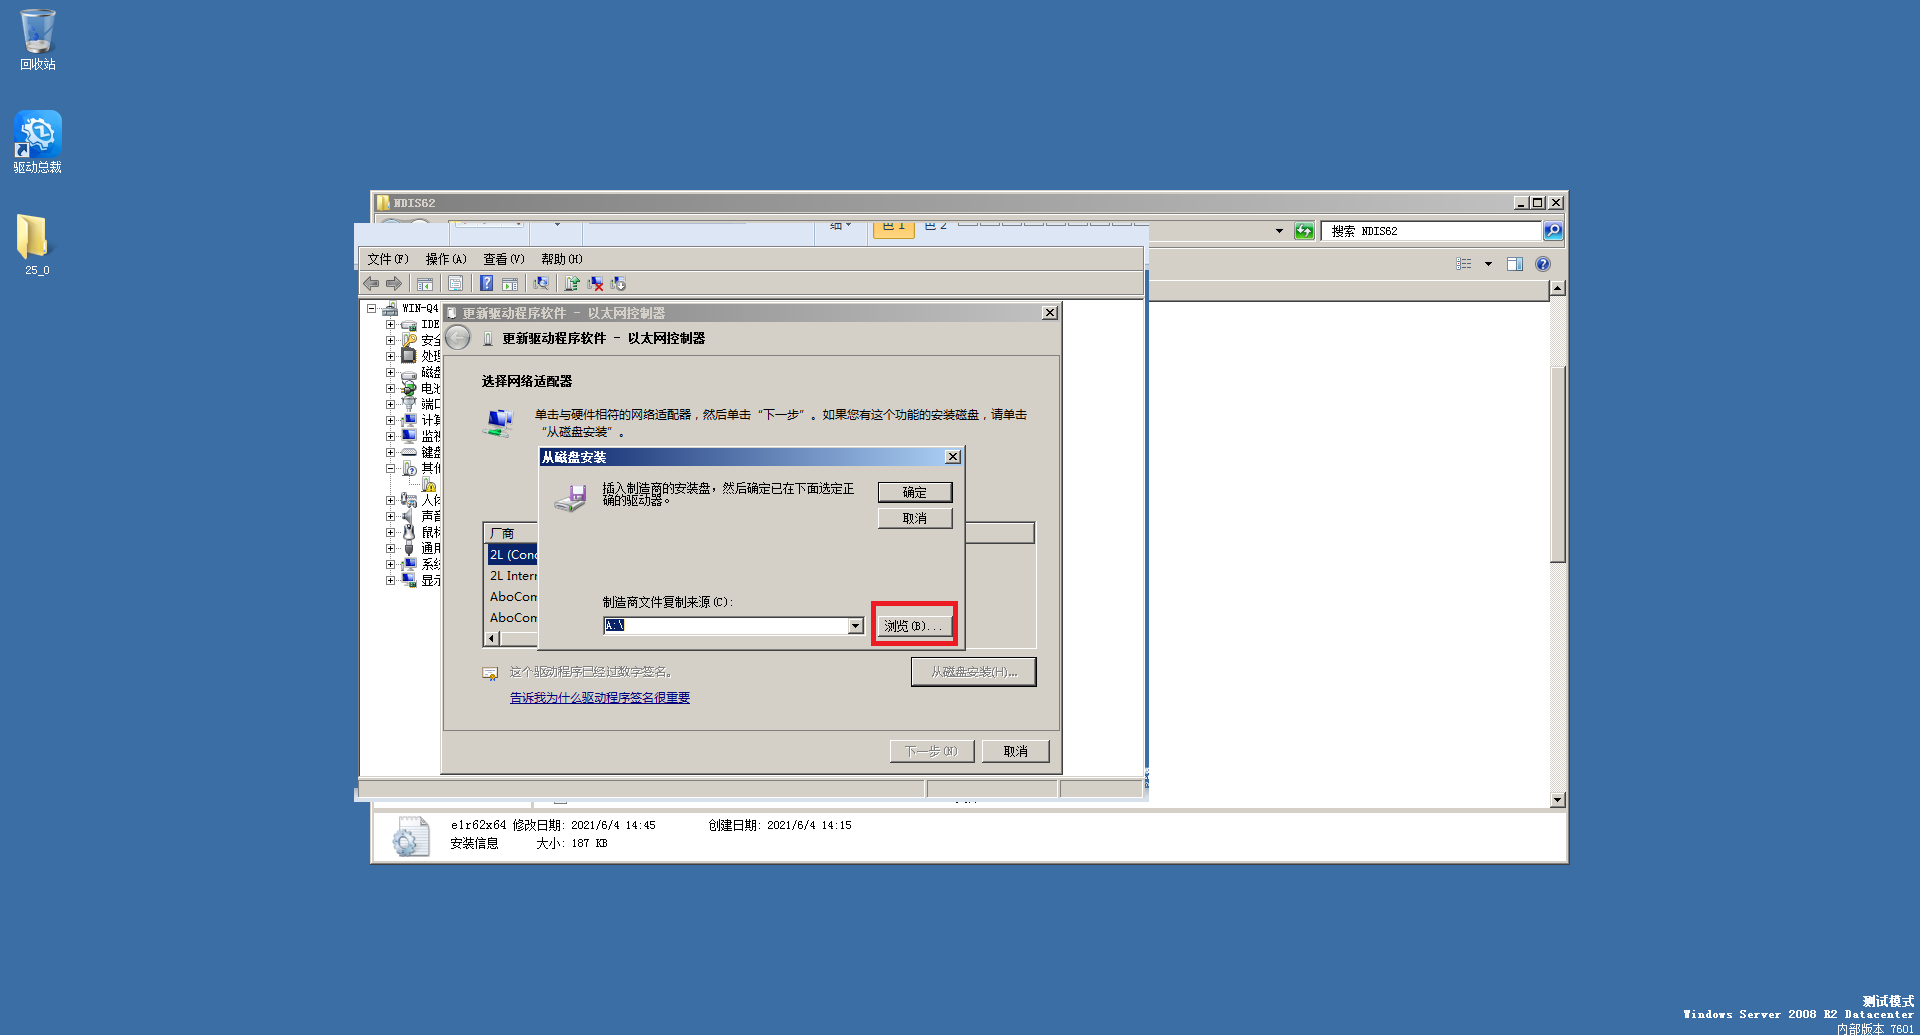 回收站
驱动总裁
25_0
NDIS62
细
色 1
色 2
搜索 NDIS62
文件(F) 操作(A) 查看(V) 帮助(H)
WIN-Q4
IDE
安全
处理
磁盘
电池
端口
计算
监视
键盘
其他
人体
声音
鼠标
通用
系统
显示
更新驱动程序软件 - 以太网控制器
更新驱动程序软件 - 以太网控制器
选择网络适配器
单击与硬件相符的网络适配器，然后单击“下一步”。如果您有这个功能的安装磁盘，请单击
“从磁盘安装”。
从磁盘安装
插入制造商的安装盘，然后确定已在下面选定正
确的驱动器。
确定
取消
制造商文件复制来源(C):
A:\
浏览(B)...
厂商
2L (Conc
2L Intern
AboCom
AboCom
这个驱动程序已经过数字签名。
告诉我为什么驱动程序签名很重要
从磁盘安装(H)...
下一步(N)
取消
e1r62x64 修改日期: 2021/6/4 14:45 创建日期: 2021/6/4 14:15
安装信息 大小: 187 KB
测试模式
Windows Server 2008 R2 Datacenter
内部版本 7601